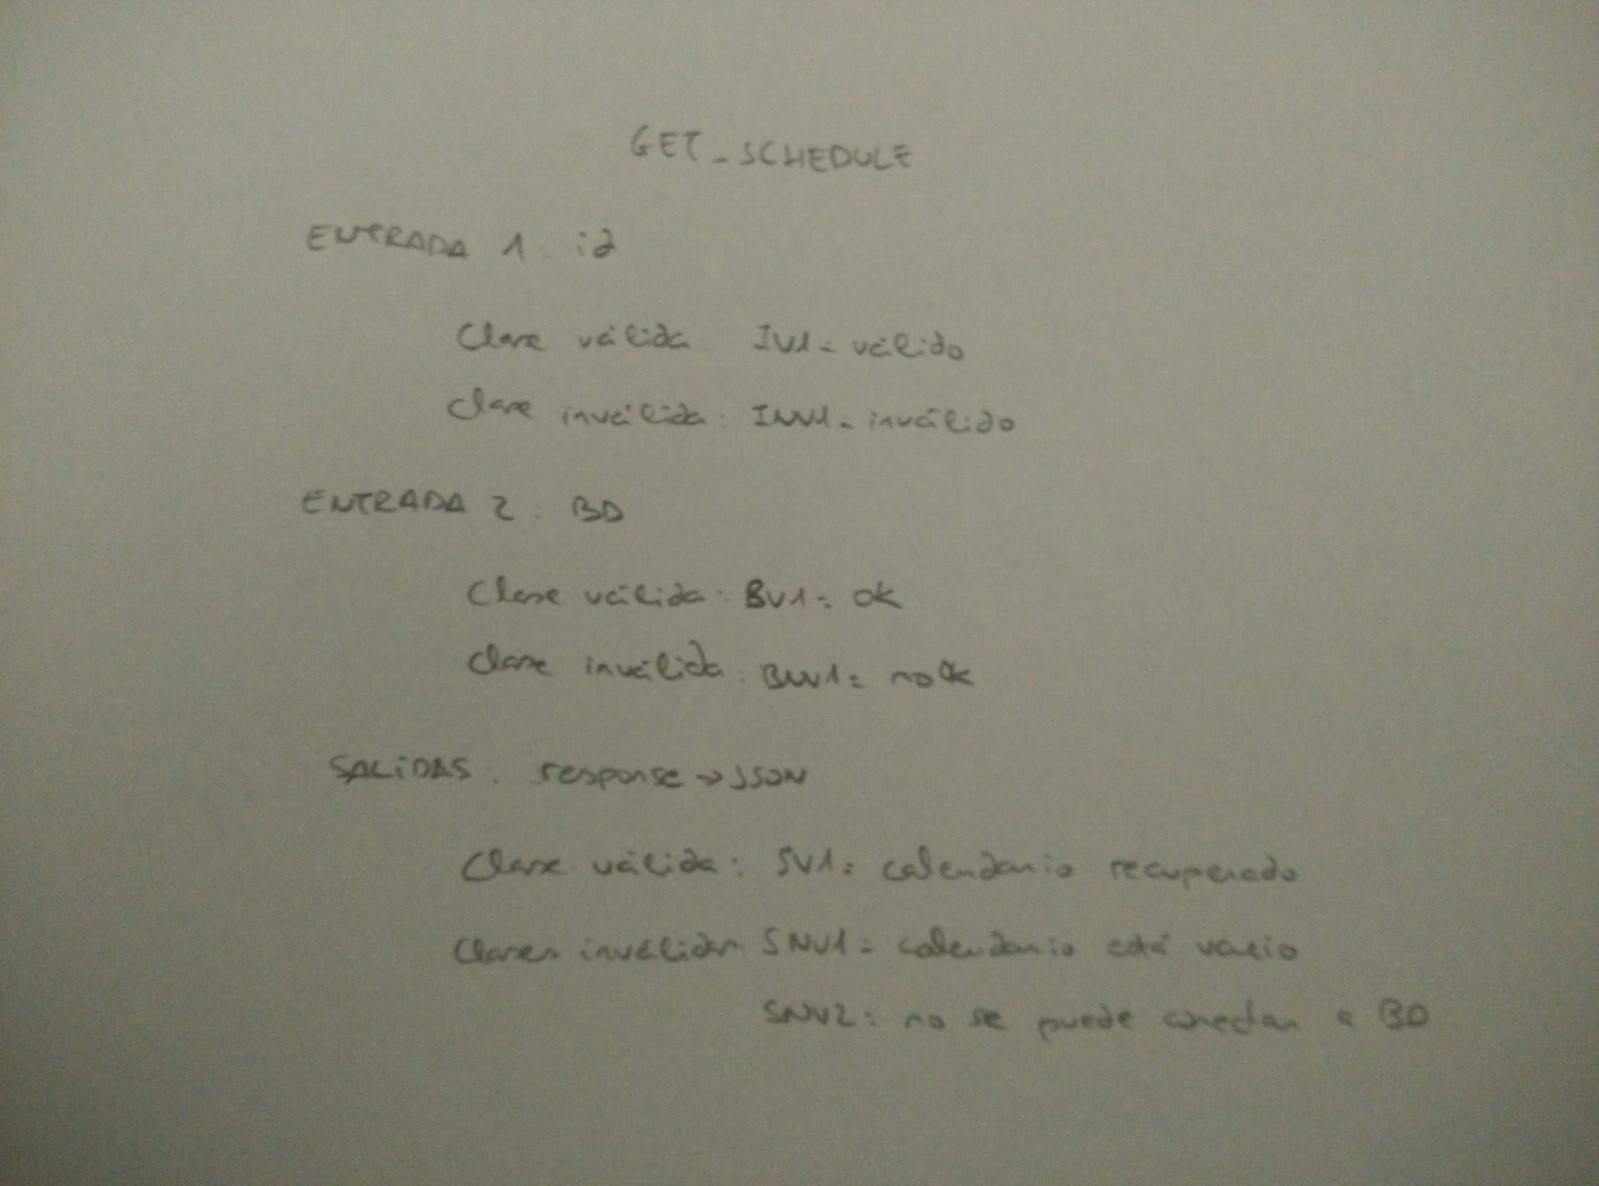 GET_SCHEDULE
ENTRADA 1: id
Clase válida: IV1= válido
Clase inválida: INV1= inválido
ENTRADA 2: BD
Clase válida: BV1= ok
Clase inválida: BNV1= no ok
SALIDAS: response → JSON
Clase válida: SV1= calendario recuperado
Clases inválidas: SNV1= calendario está vacio
SNV2= no se puede conectar a BD